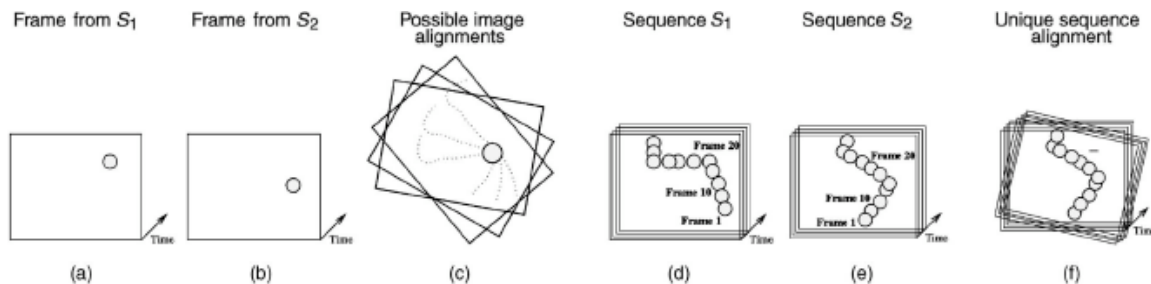 Frame from S1
Frame from S2
Possible image
alignments
Sequence S1
Sequence S2
Unique sequence
alignment
Time
Time
Frame 20
Frame 10
Frame 1
Time
Frame 20
Frame 10
Frame 1
Time
Time
(a)
(b)
(c)
(d)
(e)
(f)